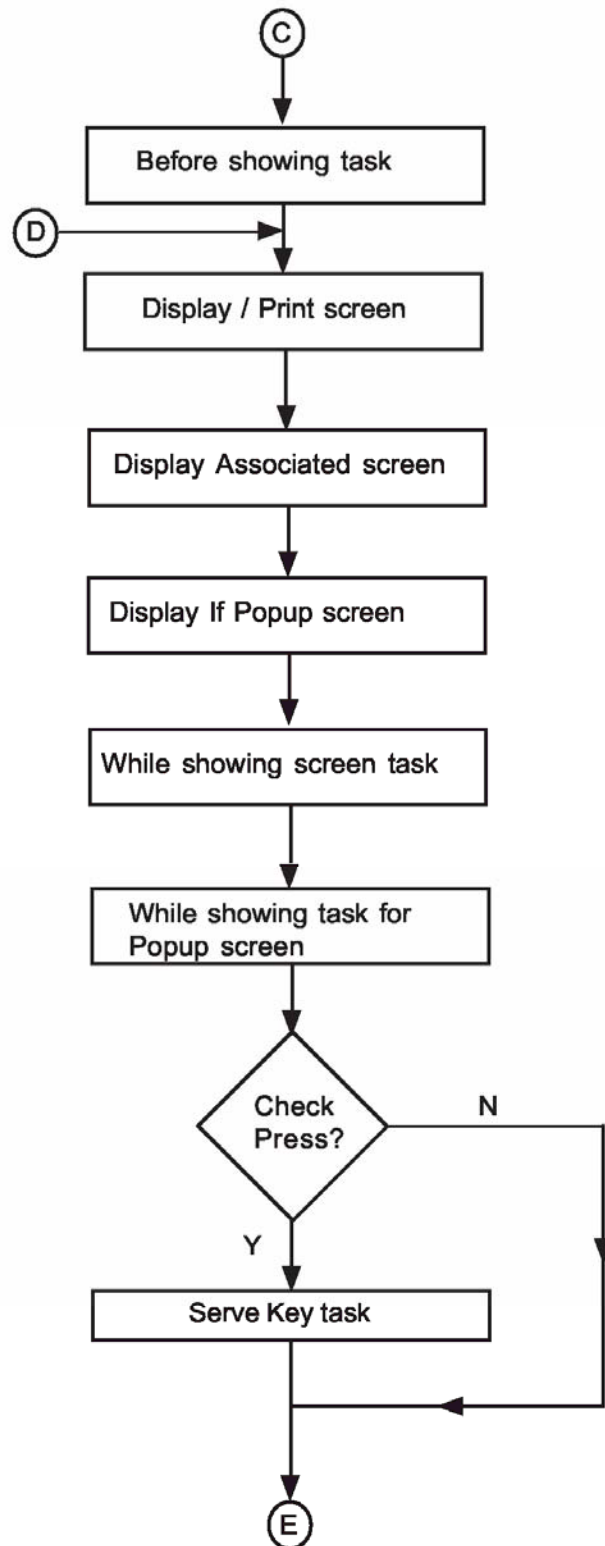 C
Before showing task
D
Display / Print screen
Display Associated screen
Display If Popup screen
While showing screen task
While showing task for
Popup screen
Check
Press?
N
Y
Serve Key task
E